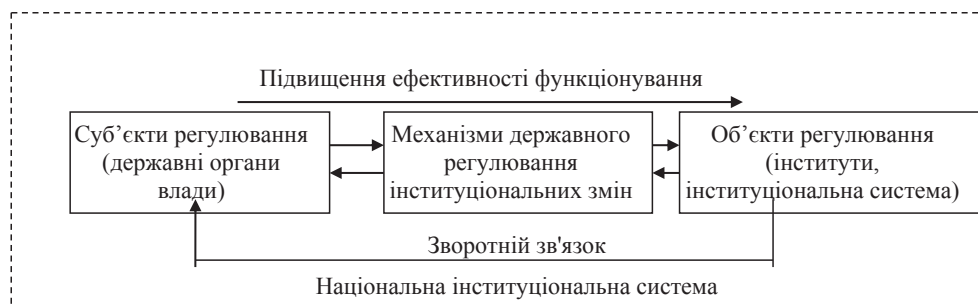 Підвищення ефективності функціонування
Суб’єкти регулювання
(державні органи
влади)
Механізми державного
регулювання
інституціональних змін
Об’єкти регулювання
(інститути,
інституціональна система)
Зворотній зв'язок
Національна інституціональна система